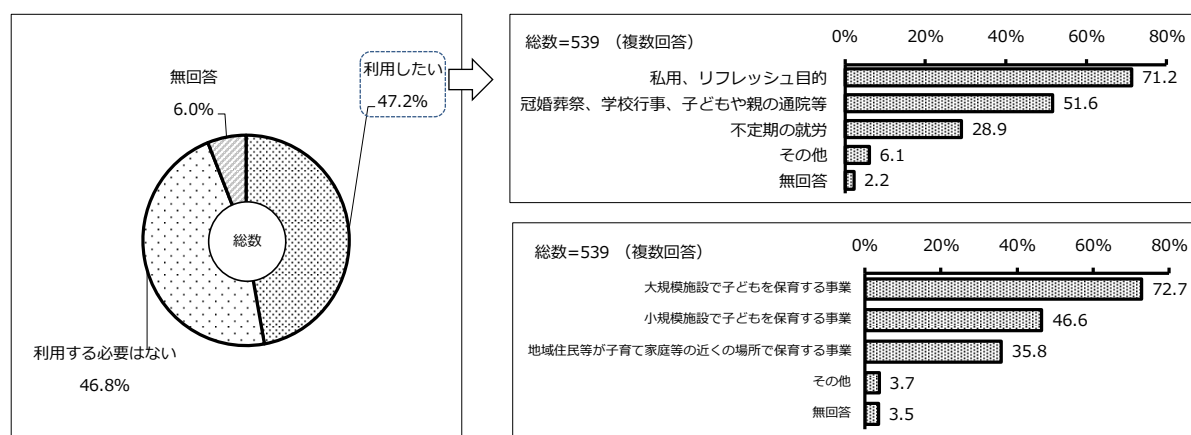 無回答
6.0%
利用したい
47.2%
総数
利用する必要はない
46.8%
総数=539 （複数回答）
0% 20% 40% 60% 80%
私用、リフレッシュ目的 71.2
冠婚葬祭、学校行事、子どもや親の通院等 51.6
不定期の就労 28.9
その他 6.1
無回答 2.2
総数=539 （複数回答）
0% 20% 40% 60% 80%
大規模施設で子どもを保育する事業 72.7
小規模施設で子どもを保育する事業 46.6
地域住民等が子育て家庭等の近くの場所で保育する事業 35.8
その他 3.7
無回答 3.5